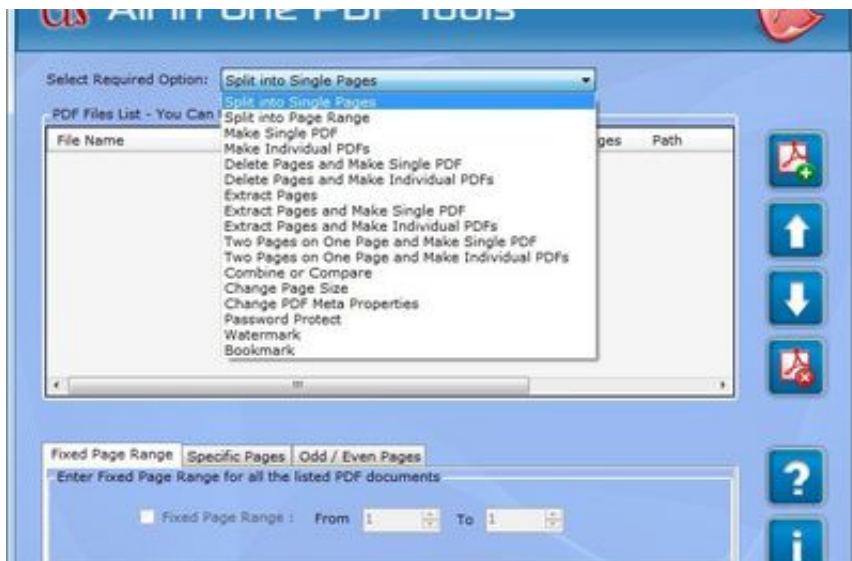 cis All in One PDF Tools
Select Required Option: Split into Single Pages
Split into Single Pages
PDF Files List - You Can
Split into Page Range
File Name
Make Single PDF
ges Path
Make Individual PDFs
Delete Pages and Make Single PDF
Delete Pages and Make Individual PDFs
Extract Pages
Extract Pages and Make Single PDF
Extract Pages and Make Individual PDFs
Two Pages on One Page and Make Single PDF
Two Pages on One Page and Make Individual PDFs
Combine or Compare
Change Page Size
Change PDF Meta Properties
Password Protect
Watermark
Bookmark
Fixed Page Range Specific Pages Odd / Even Pages
Enter Fixed Page Range for all the listed PDF documents
Fixed Page Range : From 1 To 1